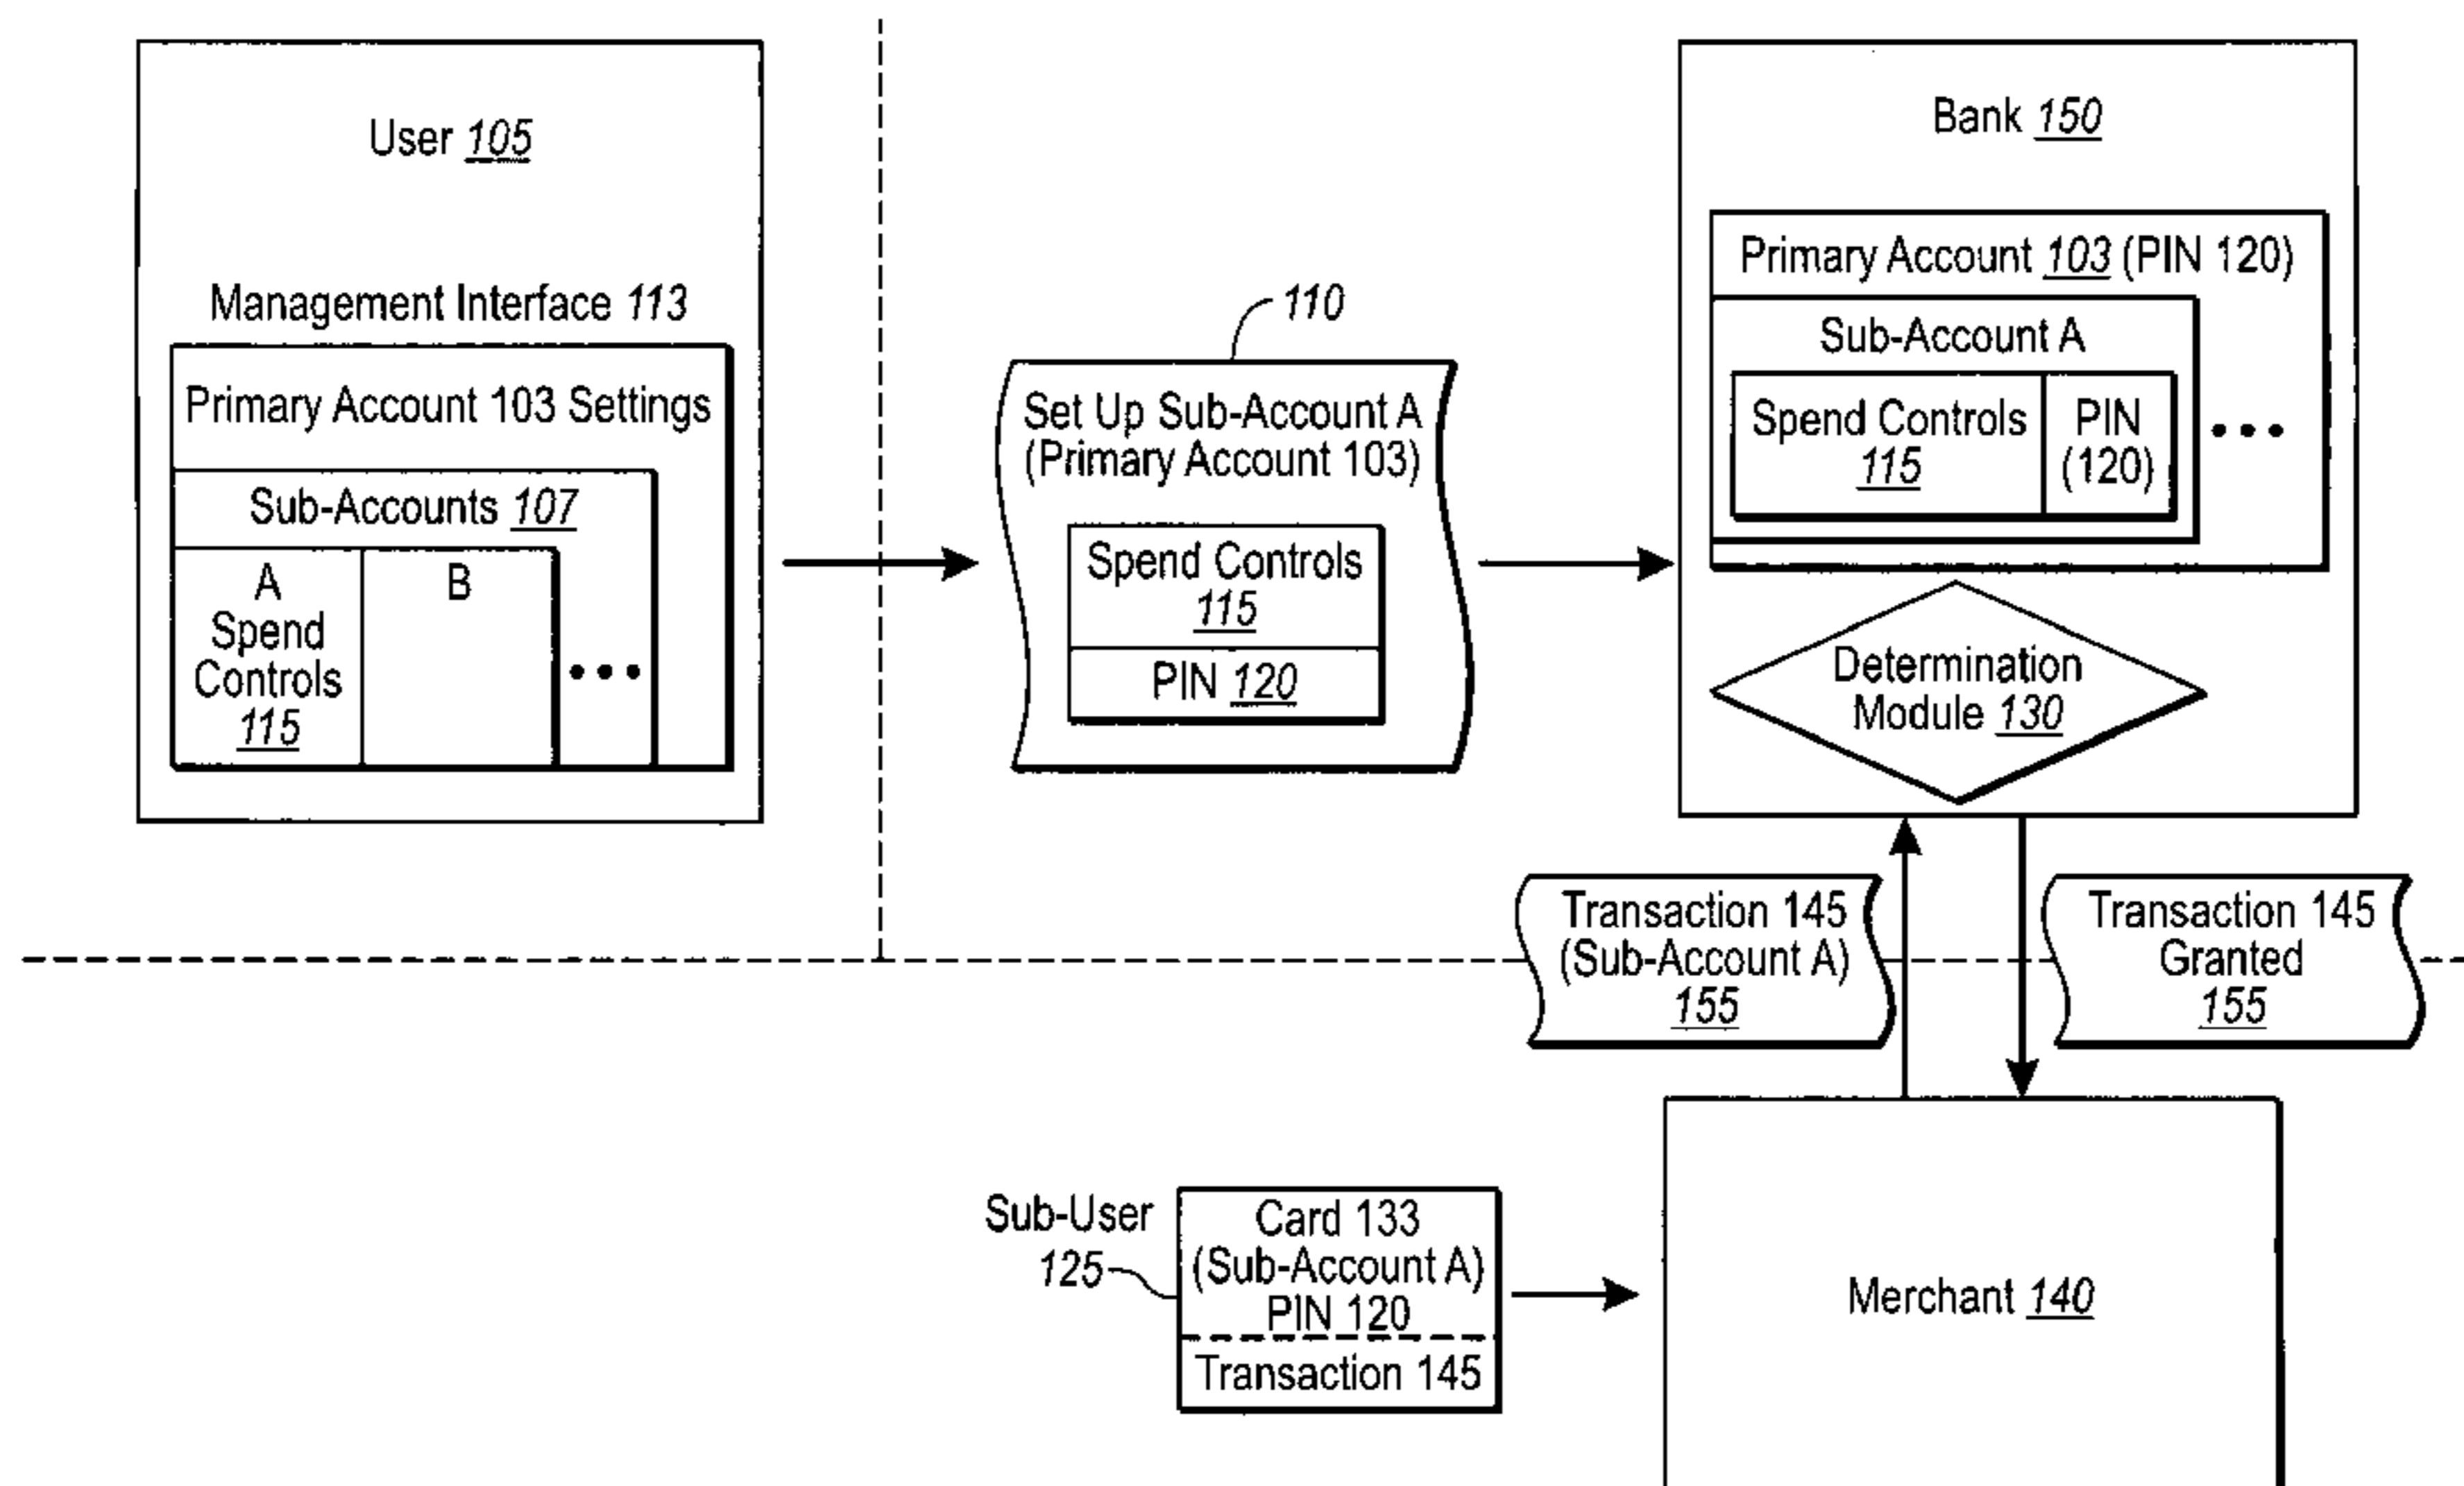 User 105
Management Interface 113
Primary Account 103 Settings
Sub-Accounts 107
A
Spend
Controls
115
B
•••
110
Set Up Sub-Account A
(Primary Account 103)
Spend Controls
115
PIN 120
Bank 150
Primary Account 103 (PIN 120)
Sub-Account A
Spend Controls
115
PIN
(120)
•••
Determination
Module 130
Transaction 145
(Sub-Account A)
155
Transaction 145
Granted
155
Sub-User
125
Card 133
(Sub-Account A)
PIN 120
Transaction 145
Merchant 140